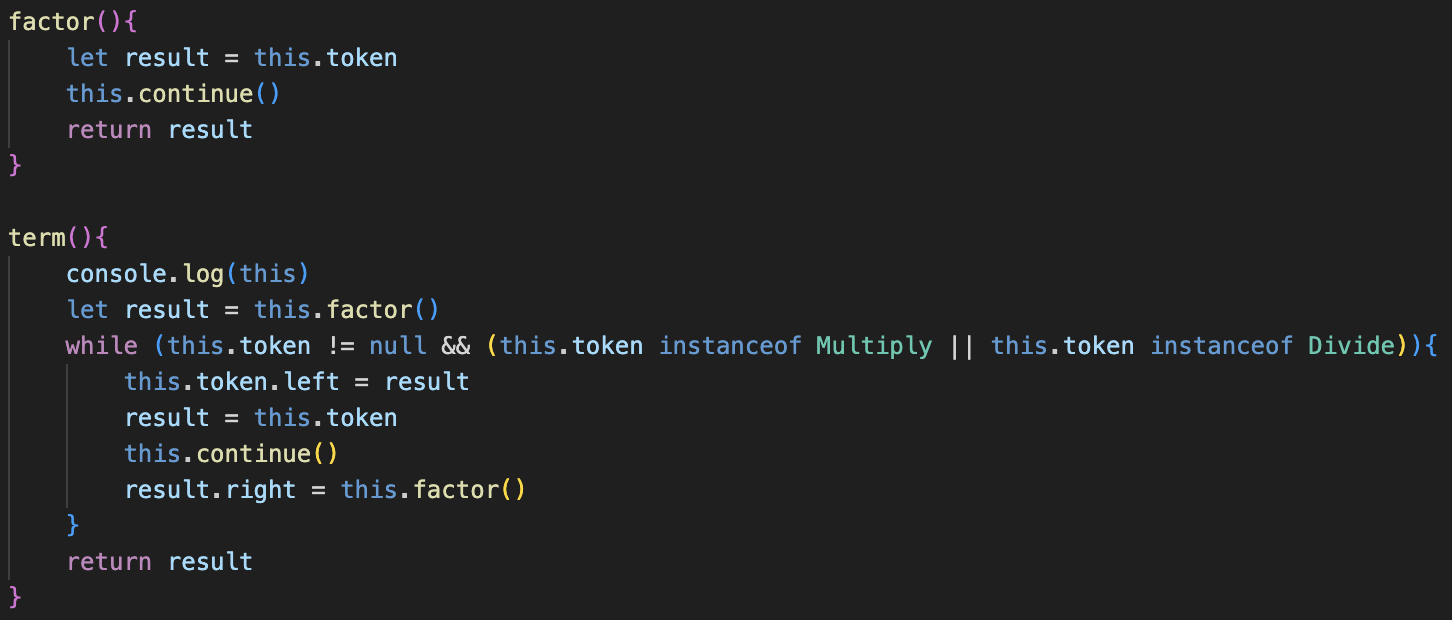 factor(){
    let result = this.token
    this.continue()
    return result
}

term(){
    console.log(this)
    let result = this.factor()
    while (this.token != null && (this.token instanceof Multiply || this.token instanceof Divide)){
        this.token.left = result
        result = this.token
        this.continue()
        result.right = this.factor()
    }
    return result
}